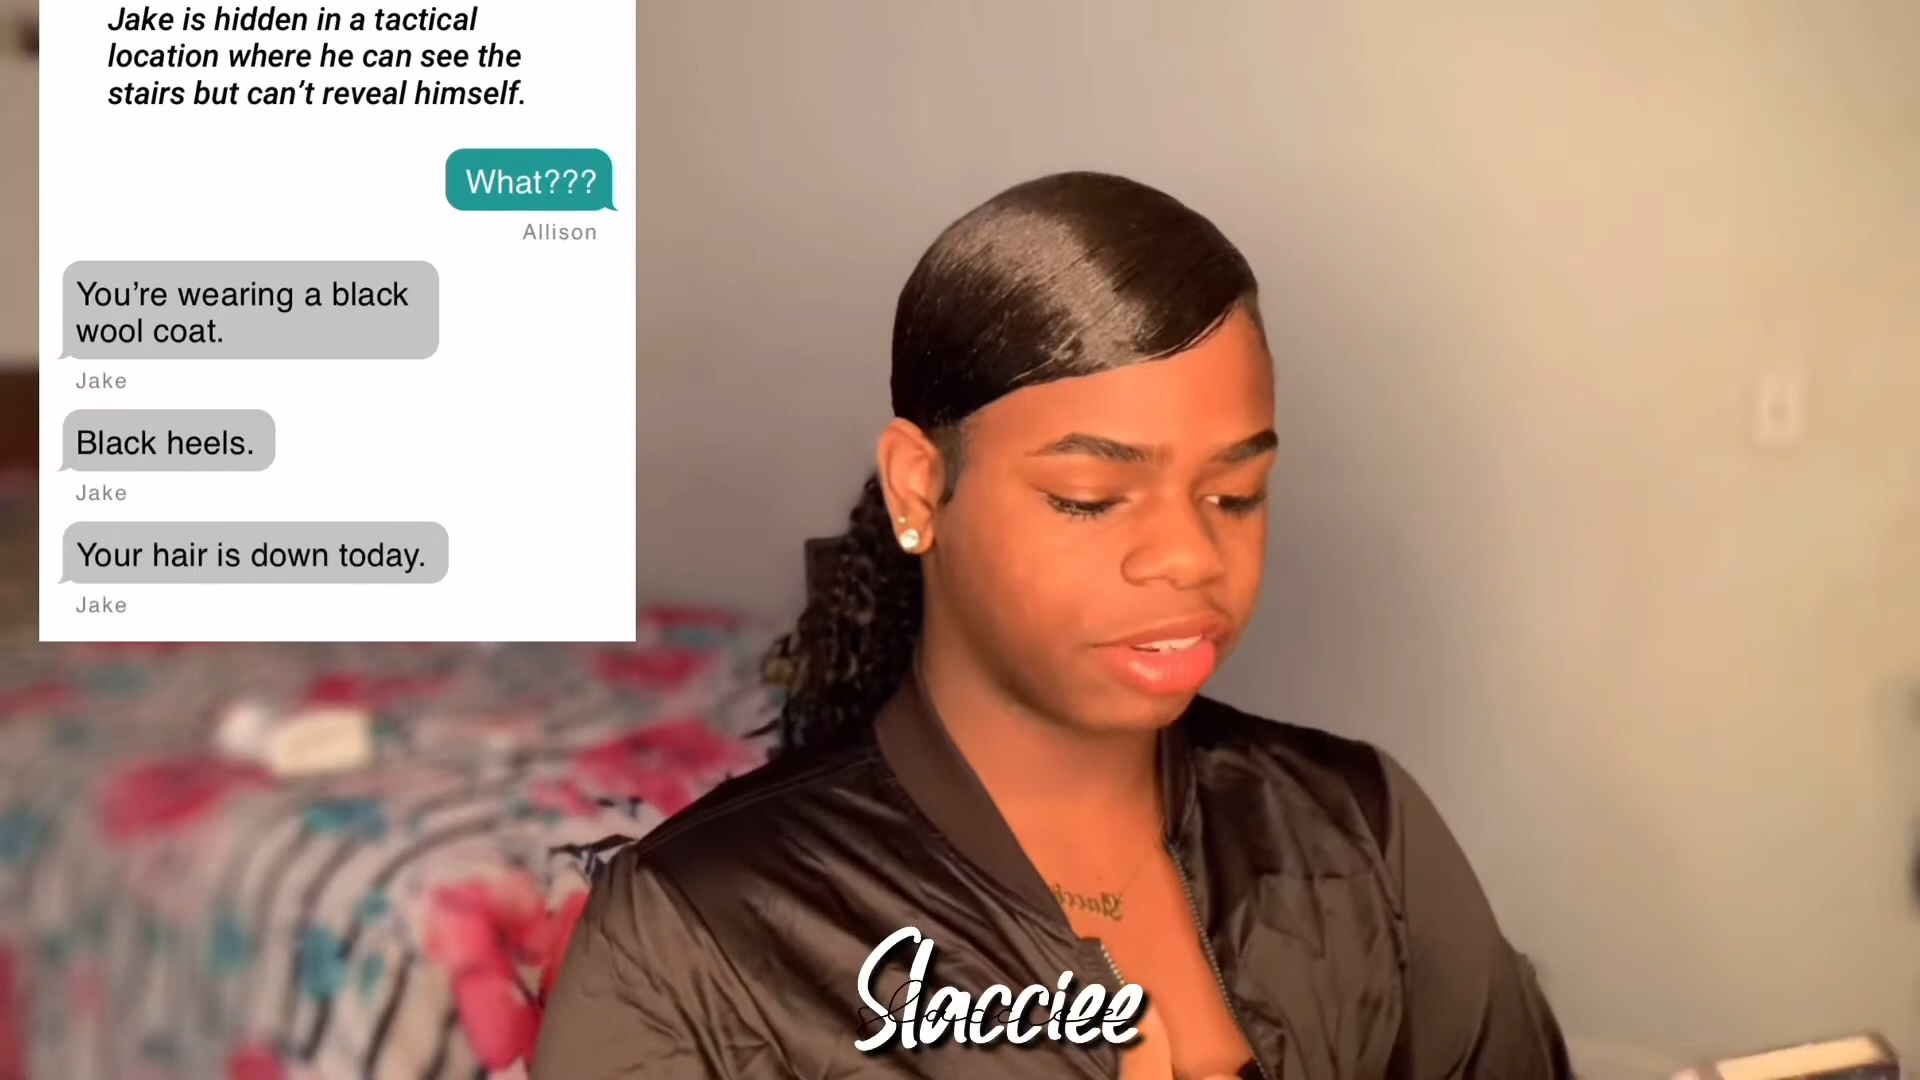 Jake is hidden in a tactical
location where he can see the
stairs but can’t reveal himself.
What???
Allison
You’re wearing a black
wool coat.
Jake
Black heels.
Jake
Your hair is down today.
Jake
Slacciee
slacciee